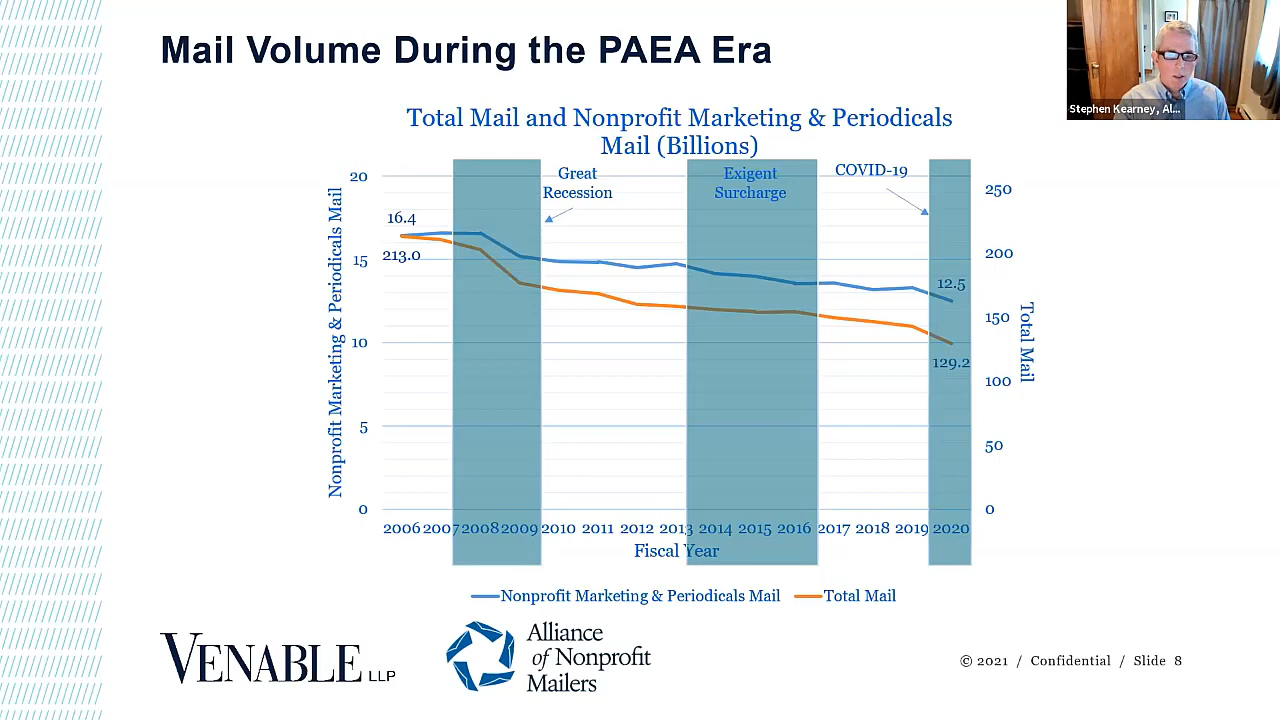 Mail Volume During the PAEA Era
Stephen Kearney, Al...
Total Mail and Nonprofit Marketing & Periodicals
Mail (Billions)
Great
Recession
Exigent
Surcharge
COVID-19
Nonprofit Marketing & Periodicals Mail
20
15
10
5
0
16.4
213.0
12.5
129.2
250
200
150
100
50
0
Total Mail
2006 2007 2008 2009 2010 2011 2012 2013 2014 2015 2016 2017 2018 2019 2020
Fiscal Year
Nonprofit Marketing & Periodicals Mail Total Mail
VENABLE LLP
Alliance
of Nonprofit
Mailers
© 2021 / Confidential / Slide 8